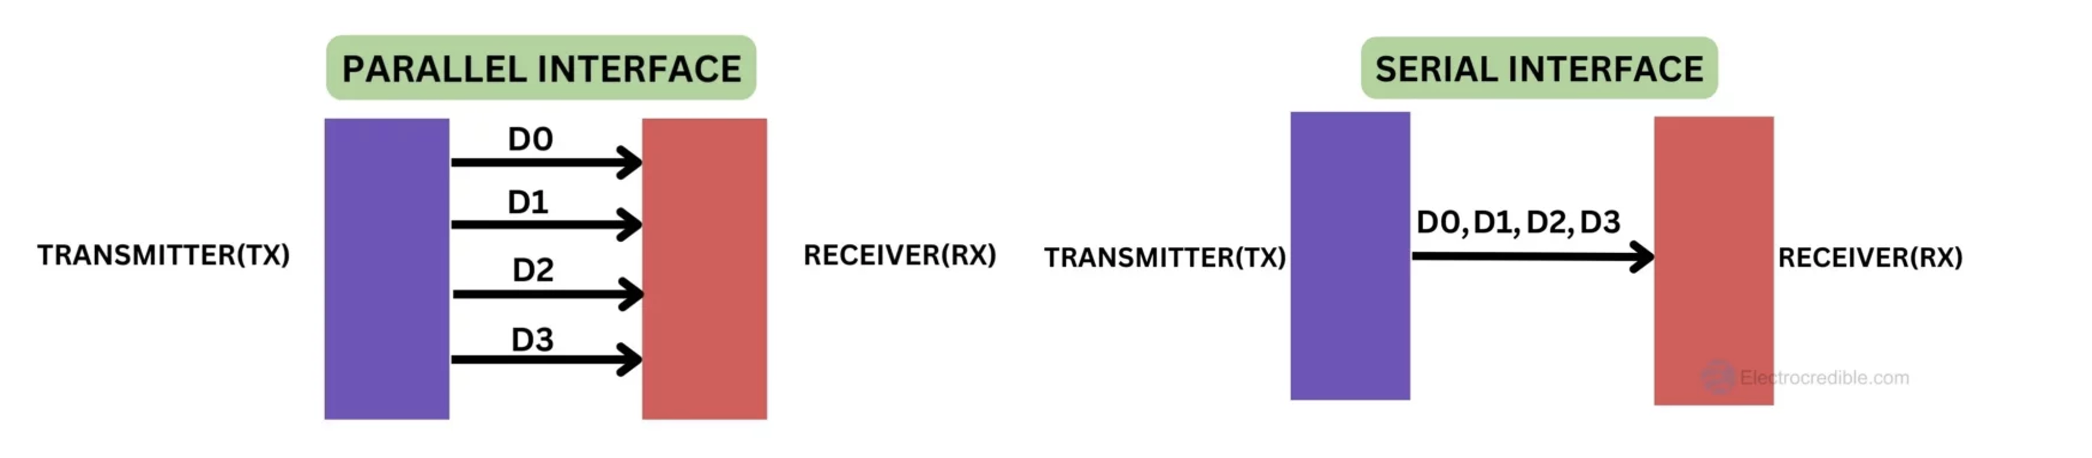 PARALLEL INTERFACE
D0
D1
D2
D3
TRANSMITTER(TX)
RECEIVER(RX)
SERIAL INTERFACE
D0, D1, D2, D3
TRANSMITTER(TX)
RECEIVER(RX)
Electrocredible.com